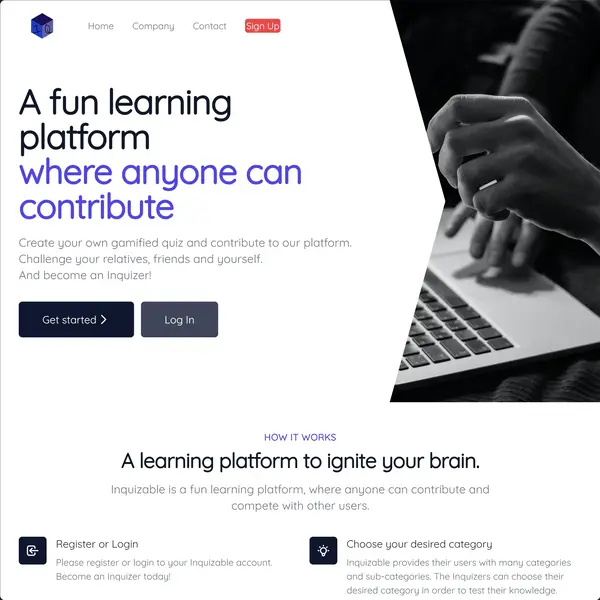 Home Company Contact Sign Up
A fun learning
platform
where anyone can
contribute
Create your own gamified quiz and contribute to our platform.
Challenge your relatives, friends and yourself.
And become an Inquizer!
Get started Log In
HOW IT WORKS
A learning platform to ignite your brain.
Inquizable is a fun learning platform, where anyone can contribute and
compete with other users.
Register or Login
Please register or login to your Inquizable account.
Become an Inquizer today!
Choose your desired category
Inquizable provides their users with many categories
and sub-categories. The Inquizers can choose their
desired category in order to test their knowledge.